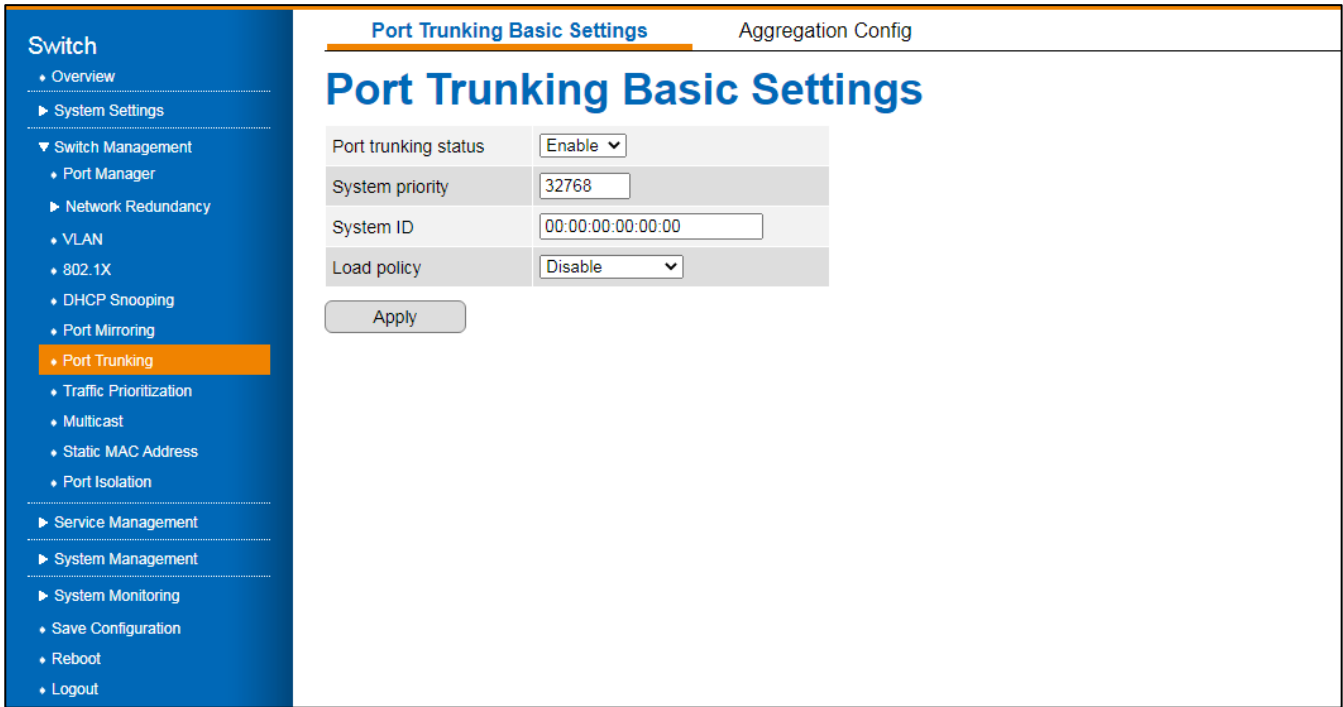 Switch
Overview
System Settings
Switch Management
Port Manager
Network Redundancy
VLAN
802.1X
DHCP Snooping
Port Mirroring
Port Trunking
Traffic Prioritization
Multicast
Static MAC Address
Port Isolation
Service Management
System Management
System Monitoring
Save Configuration
Reboot
Logout
Port Trunking Basic Settings Aggregation Config
Port Trunking Basic Settings
Port trunking status Enable
System priority 32768
System ID 00:00:00:00:00:00
Load policy Disable
Apply